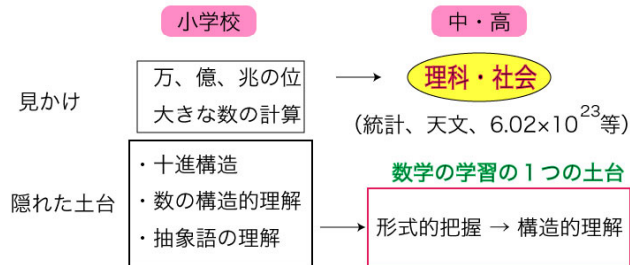 小学校
中・高
見かけ
万、億、兆の位
大きな数の計算
→
理科・社会
(統計、天文、6.02×10²³等)
隠れた土台
・十進構造
・数の構造的理解
・抽象語の理解
→
数学の学習の1つの土台
形式的把握 → 構造的理解